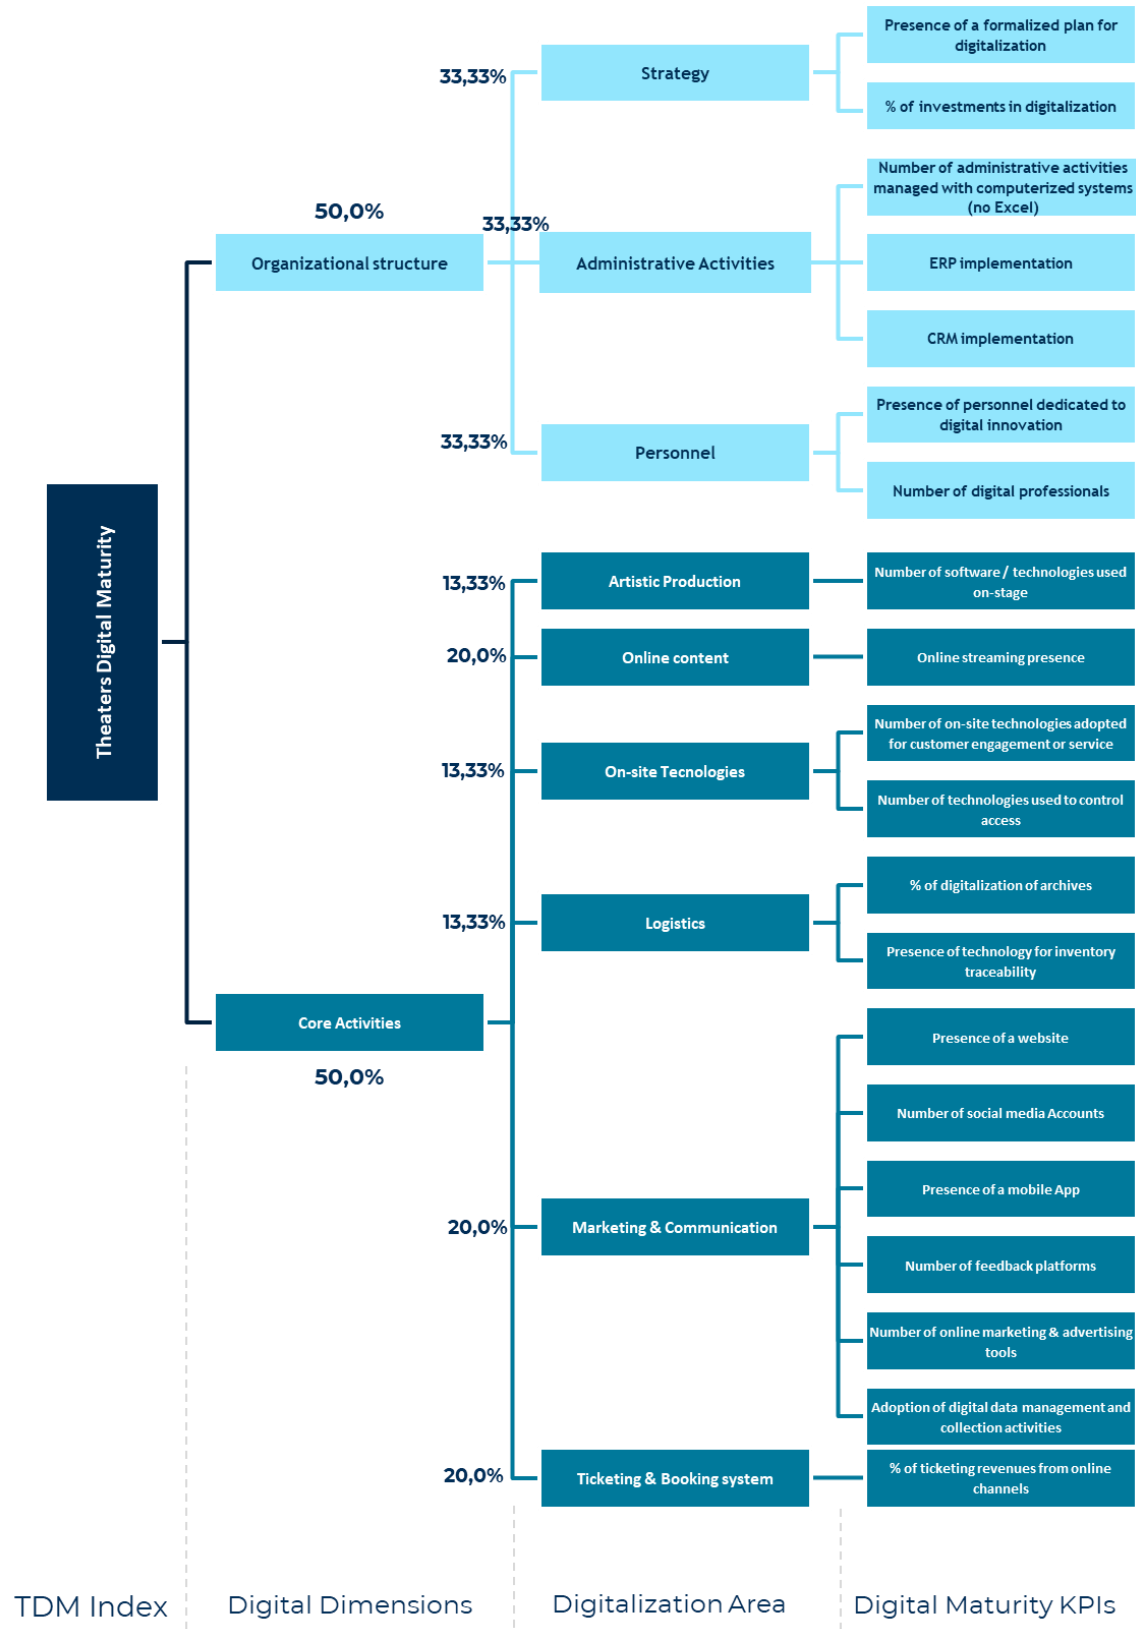 Presence of a formalized plan for
digitalization
33,33%
Strategy
% of investments in digitalization
Number of administrative activities
managed with computerized systems
(no Excel)
50,0%
33,33%
Organizational structure
Administrative Activities
ERP implementation
CRM implementation
Presence of personnel dedicated to
digital innovation
33,33%
Personnel
Number of digital professionals
Theaters Digital Maturity
13,33%
Artistic Production
Number of software / technologies used
on-stage
20,0%
Online content
Online streaming presence
Number of on-site technologies adopted
for customer engagement or service
13,33%
On-site Tecnologies
Number of technologies used to control
access
% of digitalization of archives
13,33%
Logistics
Presence of technology for inventory
traceability
Core Activities
50,0%
Presence of a website
Number of social media Accounts
Presence of a mobile App
20,0%
Marketing & Communication
Number of feedback platforms
Number of online marketing & advertising
tools
Adoption of digital data management and
collection activities
20,0%
Ticketing & Booking system
% of ticketing revenues from online
channels
TDM Index
Digital Dimensions
Digitalization Area
Digital Maturity KPIs